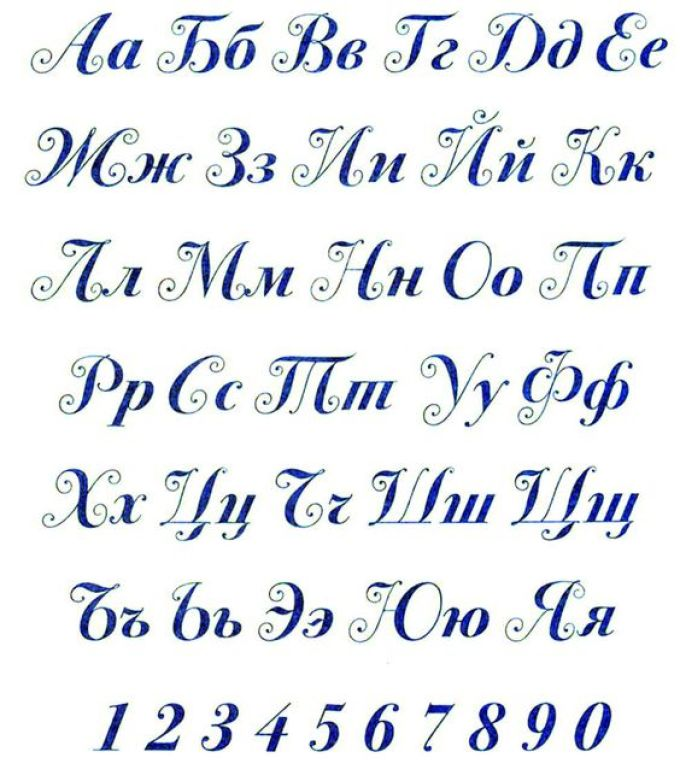 Аа Бб Вв Гг Дд Ее
Жж Зз Ии Йй Кк
Лл Мм Нн Оо Пп
Рр Сс Тт Уу Фф
Хх Цц Чч Шш Щщ
Ъъ Ьь Ээ Юю Яя
1 2 3 4 5 6 7 8 9 0